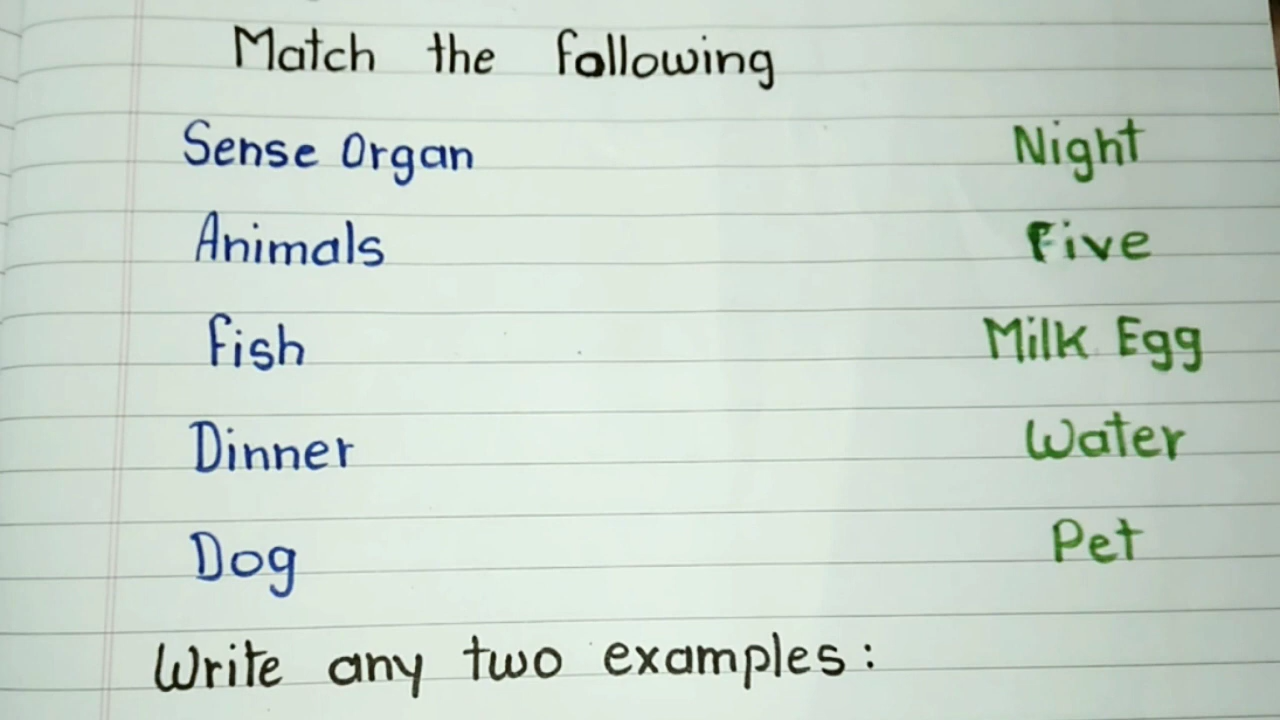 Match the following
Sense Organ Night
Animals Five
Fish Milk Egg
Dinner Water
Dog Pet
Write any two examples: